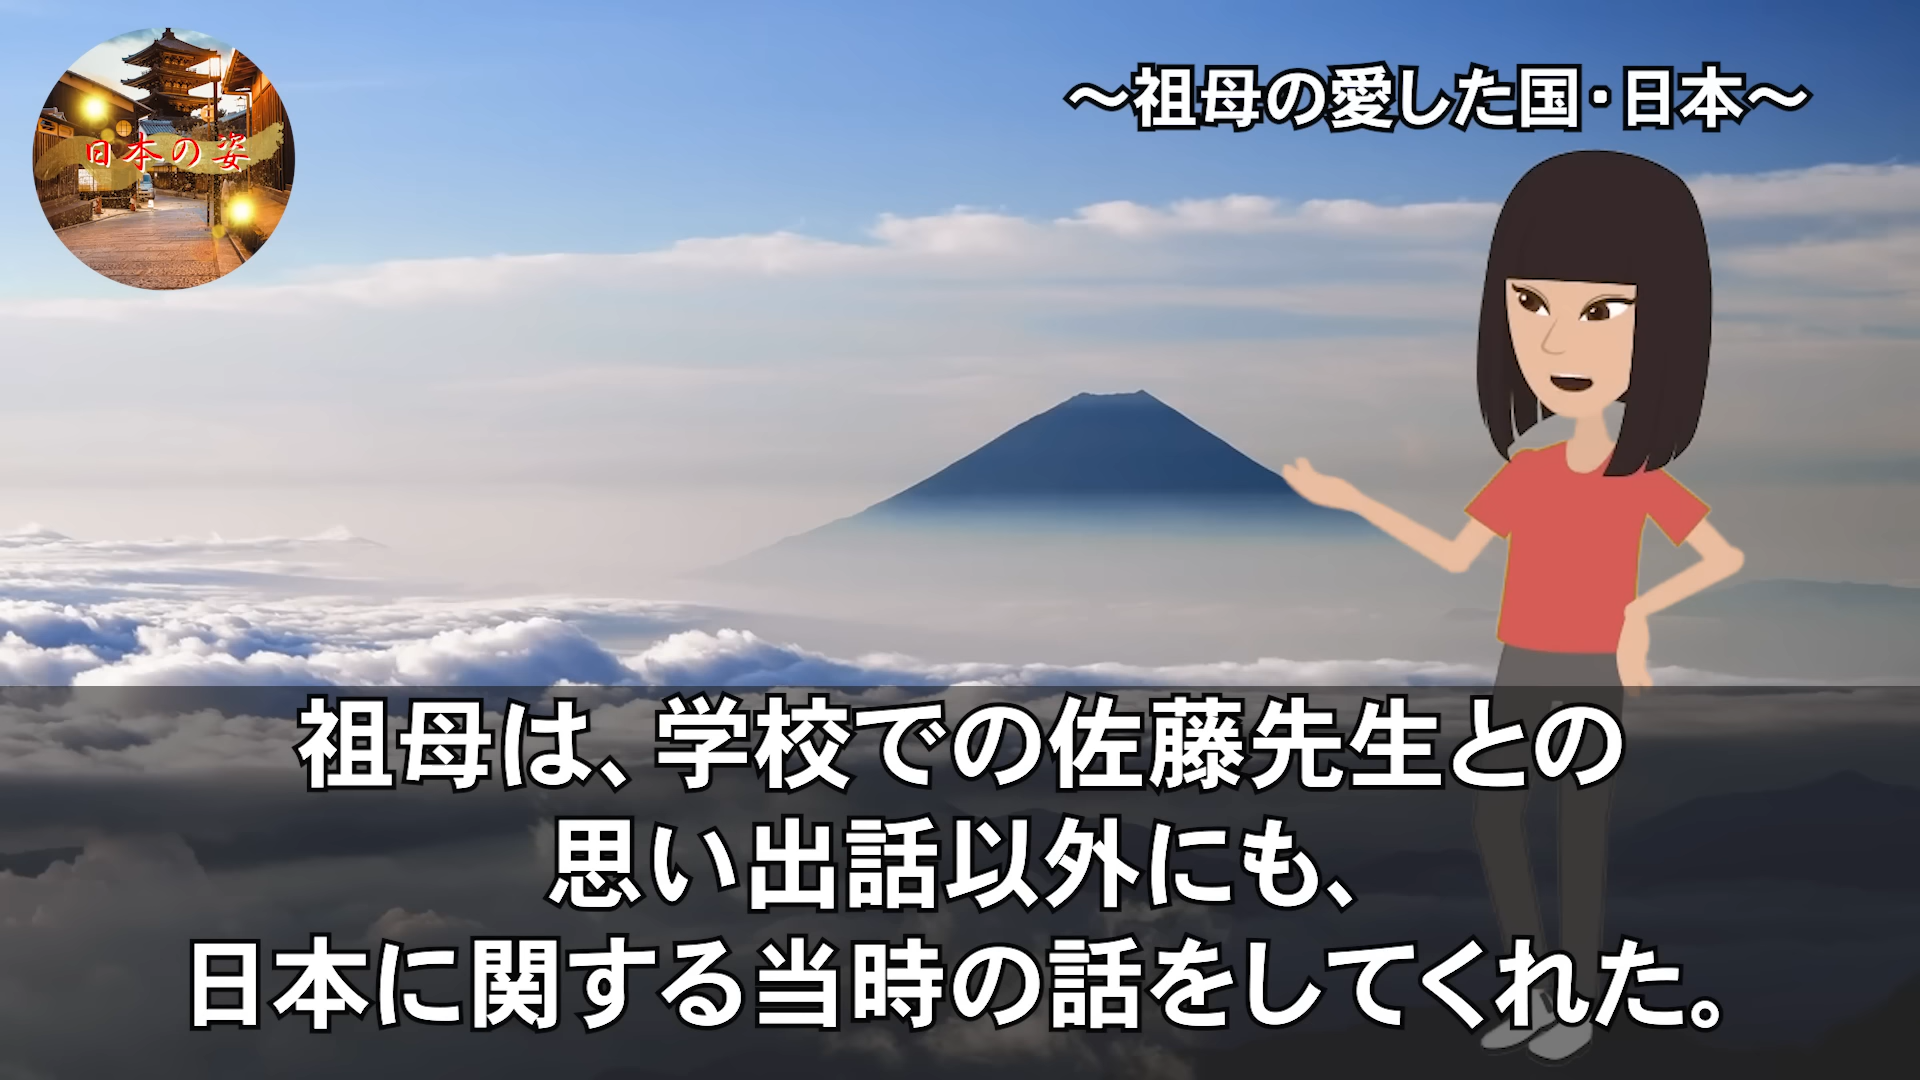 日本の姿
～祖母の愛した国・日本～
祖母は、学校での佐藤先生との
思い出話以外にも、
日本に関する当時の話をしてくれた。